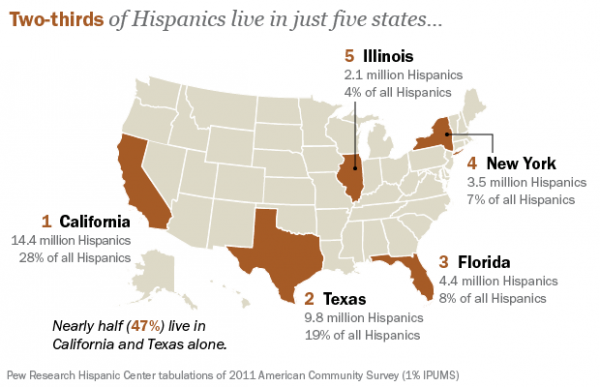 Two-thirds of Hispanics live in just five states...
5 Illinois
2.1 million Hispanics
4% of all Hispanics
4 New York
3.5 million Hispanics
7% of all Hispanics
1 California
14.4 million Hispanics
28% of all Hispanics
3 Florida
4.4 million Hispanics
8% of all Hispanics
2 Texas
9.8 million Hispanics
19% of all Hispanics
Nearly half (47%) live in
California and Texas alone.
Pew Research Hispanic Center tabulations of 2011 American Community Survey (1% IPUMS)